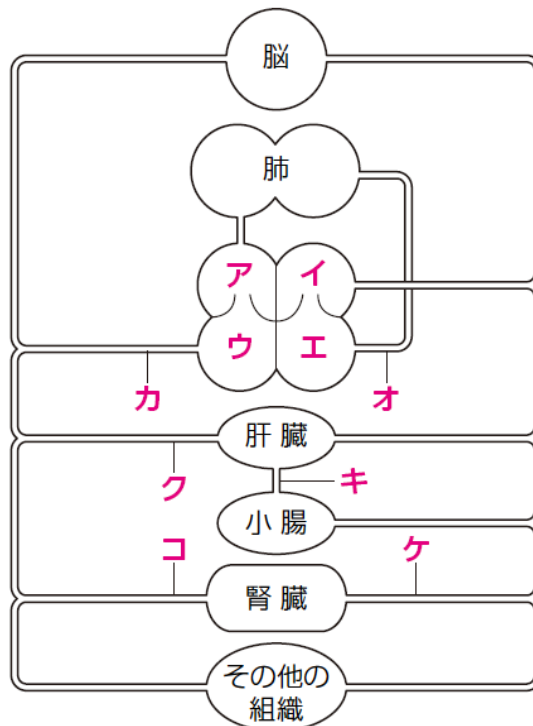 脳
肺
ア イ
ウ エ
カ オ
肝臓
ク キ
小腸
コ ケ
腎臓
その他の
組織